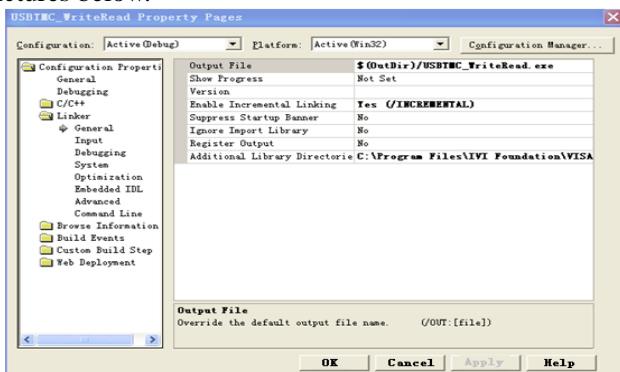 USBTMC_WriteRead Property Pages
Configuration: Active(Debug) Platform: Active(Win32) Configuration Manager...
Configuration Properti
General
Debugging
C/C++
Linker
General
Input
Debugging
System
Optimization
Embedded IDL
Advanced
Command Line
Browse Information
Build Events
Custom Build Step
Web Deployment
Output File $(OutDir)/USBTMC_WriteRead.exe
Show Progress Not Set
Version
Enable Incremental Linking Yes (/INCREMENTAL)
Suppress Startup Banner No
Ignore Import Library No
Register Output No
Additional Library Directorie C:\Program Files\IVI Foundation\VISA
Output File
Override the default output file name. (/OUT:[file])
OK Cancel Apply Help